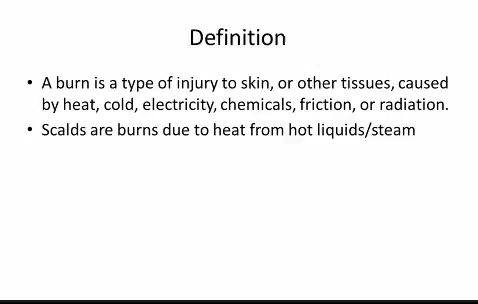 Definition
• A burn is a type of injury to skin, or other tissues, caused
by heat, cold, electricity, chemicals, friction, or radiation.
• Scalds are burns due to heat from hot liquids/steam